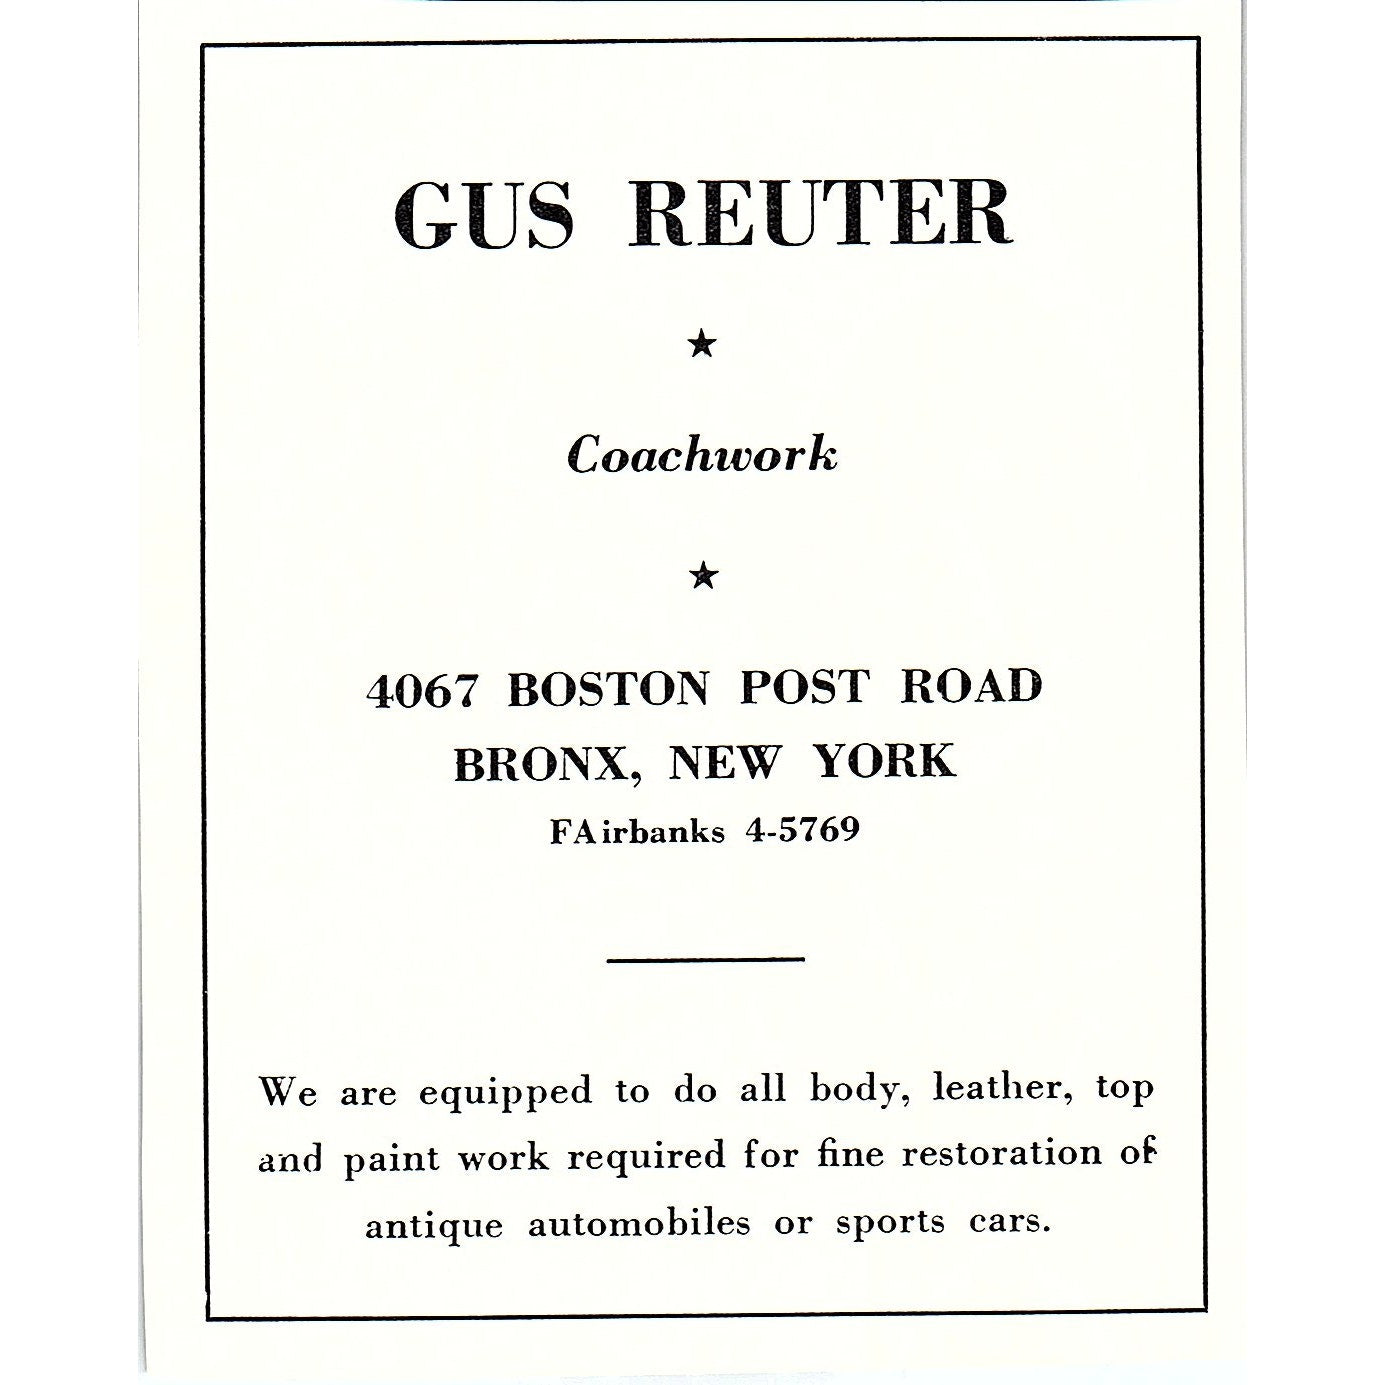 GUS REUTER
★
Coachwork
★
4067 BOSTON POST ROAD
BRONX, NEW YORK
FAirbanks 4-5769
We are equipped to do all body, leather, top
and paint work required for fine restoration of
antique automobiles or sports cars.